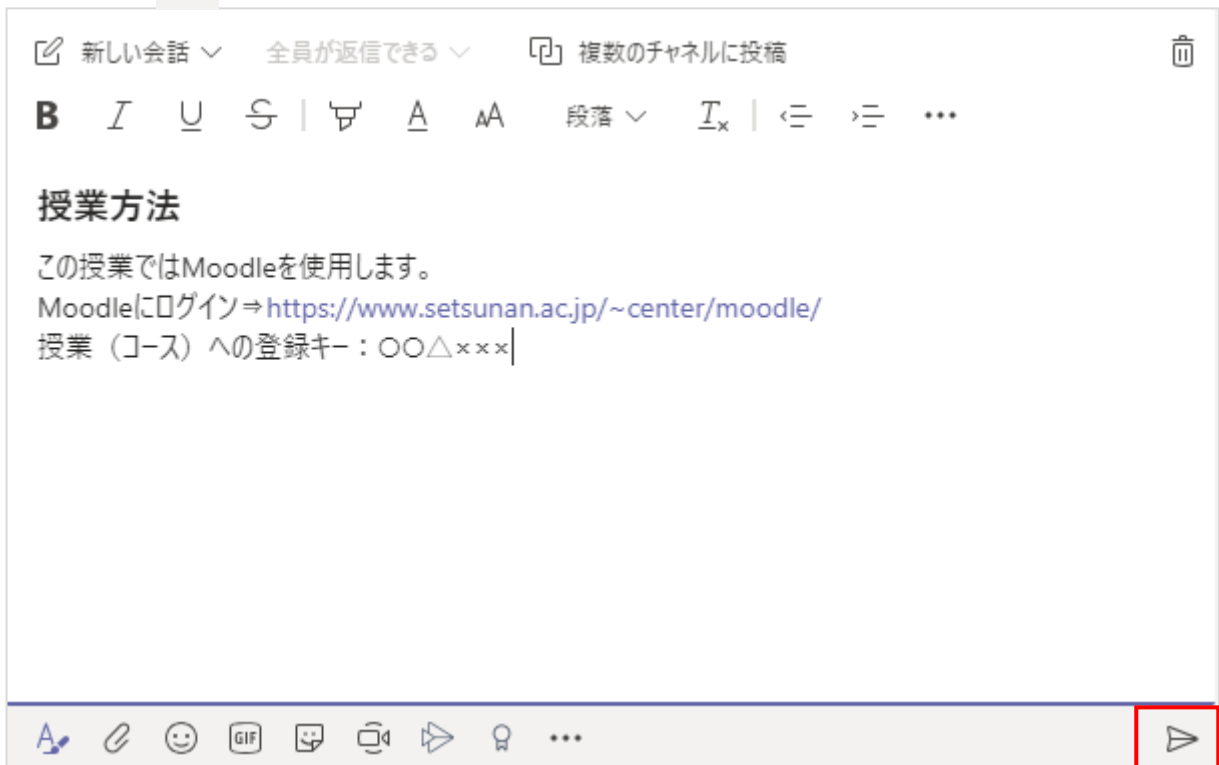 新しい会話 全員が返信できる 複数のチャネルに投稿
B I U S A AA 段落 Tx
授業方法
この授業ではMoodleを使用します。
Moodleにログイン⇒https://www.setsunan.ac.jp/~center/moodle/
授業（コース）への登録キー：○○△×××
A GIF